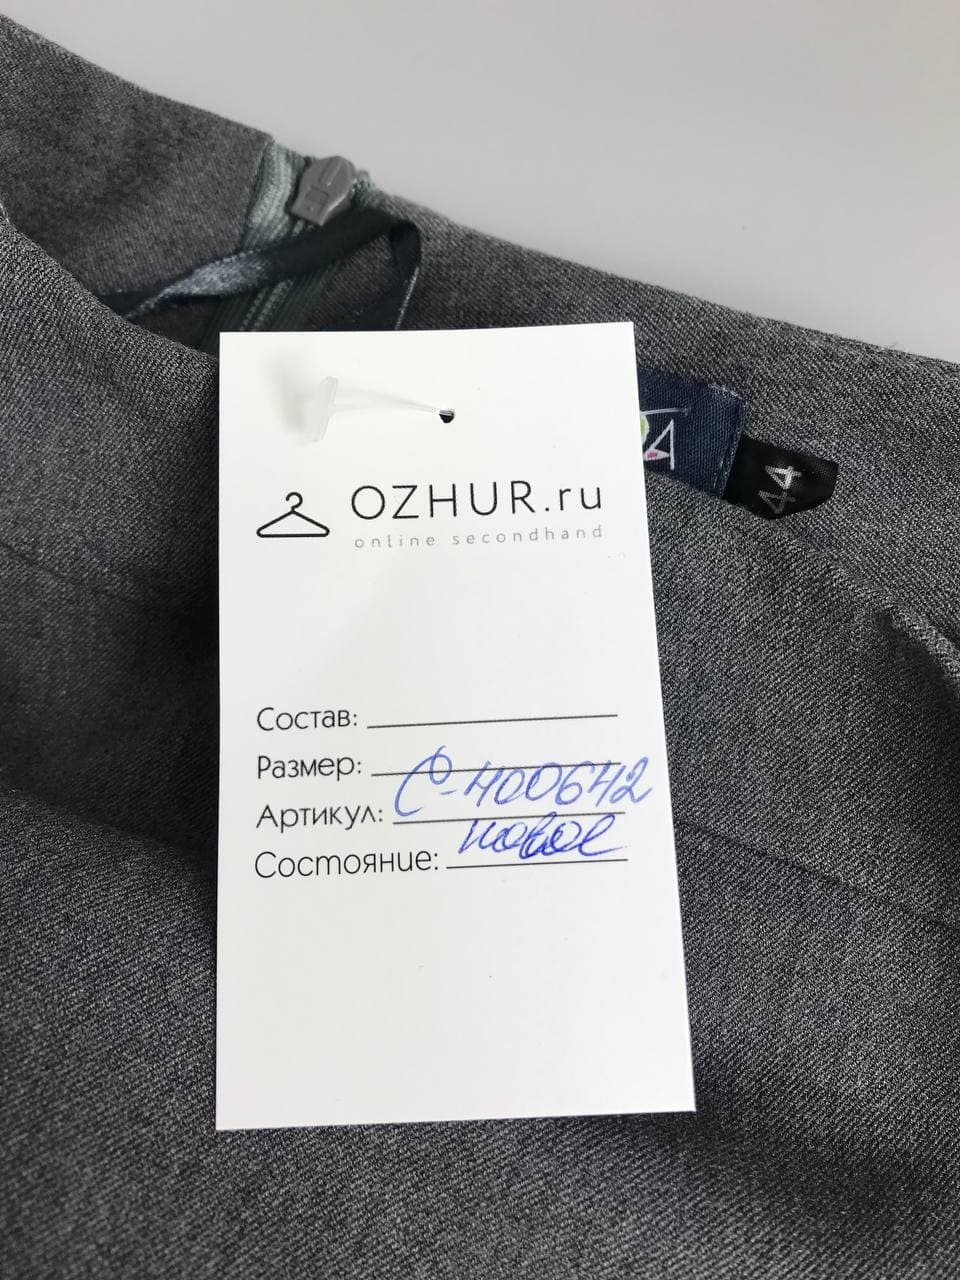 OZHUR.ru
online secondhand
44
Состав:
Размер:
Артикул: С-400642
Состояние: новое